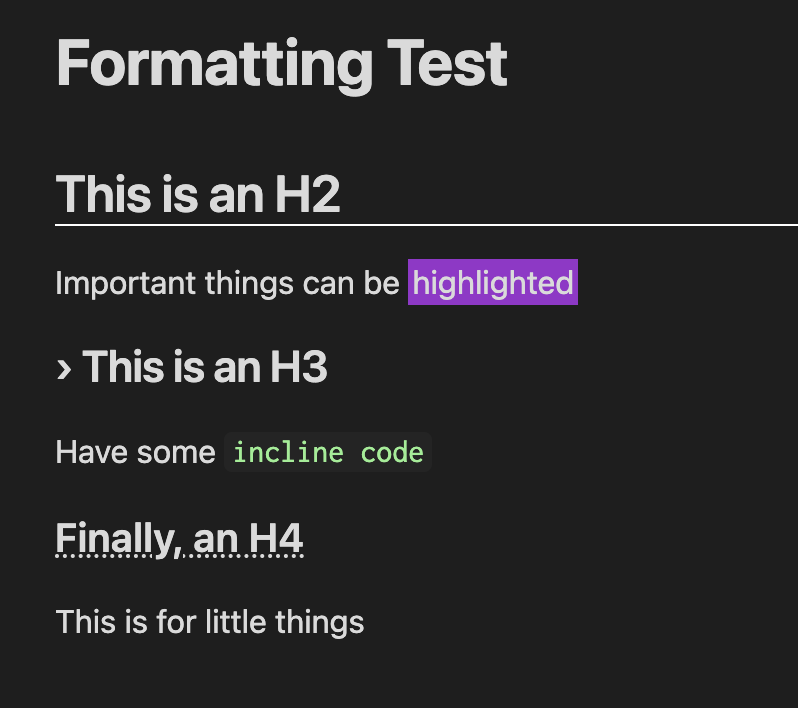 Formatting Test
This is an H2
Important things can be highlighted
› This is an H3
Have some incline code
Finally, an H4
This is for little things